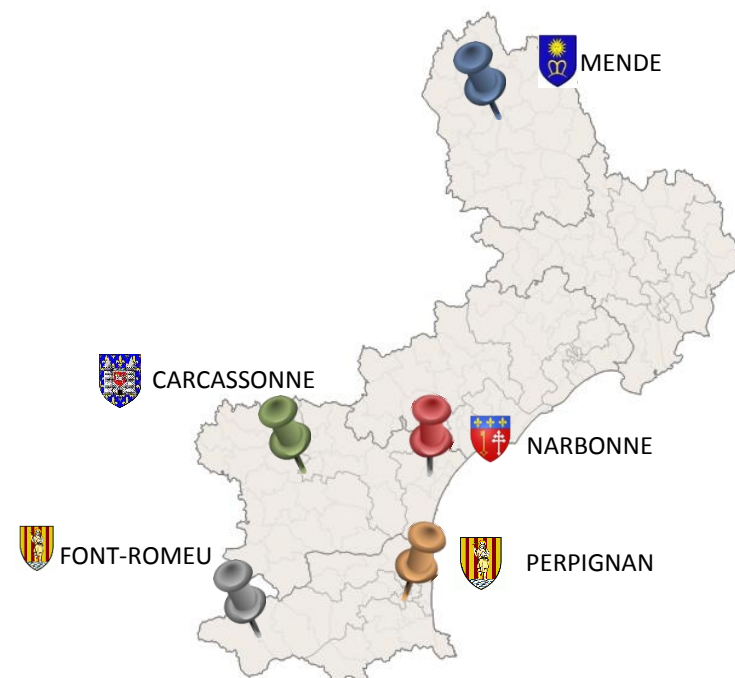 MENDE
CARCASSONNE
NARBONNE
FONT-ROMEU
PERPIGNAN